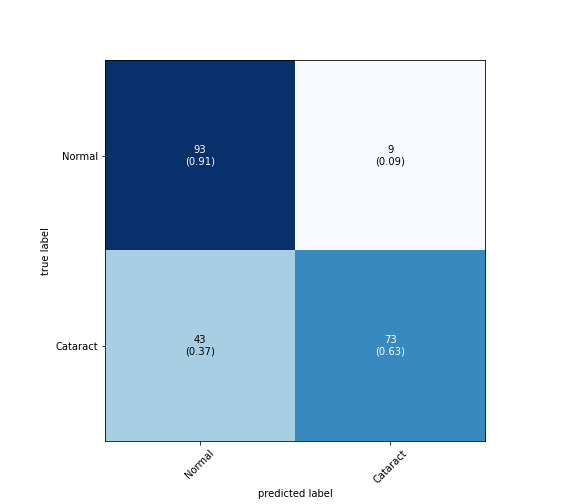 Normal
93
(0.91)
9
(0.09)
true label
Cataract
43
(0.37)
73
(0.63)
Normal
Cataract
predicted label